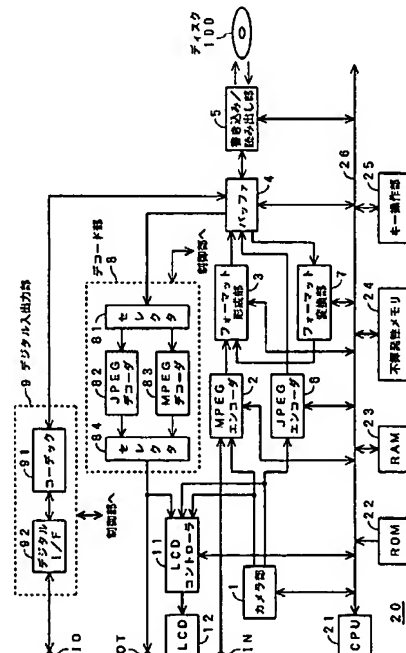 ディスク
100
5
書き込み/
読み出し部
4
バッファ
26
25
キー操作部
デコード部
8
制御部へ
3
フォーマット
形成部
7
フォーマット
変換部
24
不揮発性メモリ
9 デジタル入出力部
81
セレクタ
82
JPEG
デコーダ
83
MPEG
デコーダ
84
セレクタ
2
MPEG
エンコーダ
6
JPEG
エンコーダ
23
RAM
91
コーデック
92
デジタル
I/F
制御部へ
11
LCD
コントローラ
1
カメラ部
22
ROM
IO
OT
12
LCD
IN
21
CPU
20